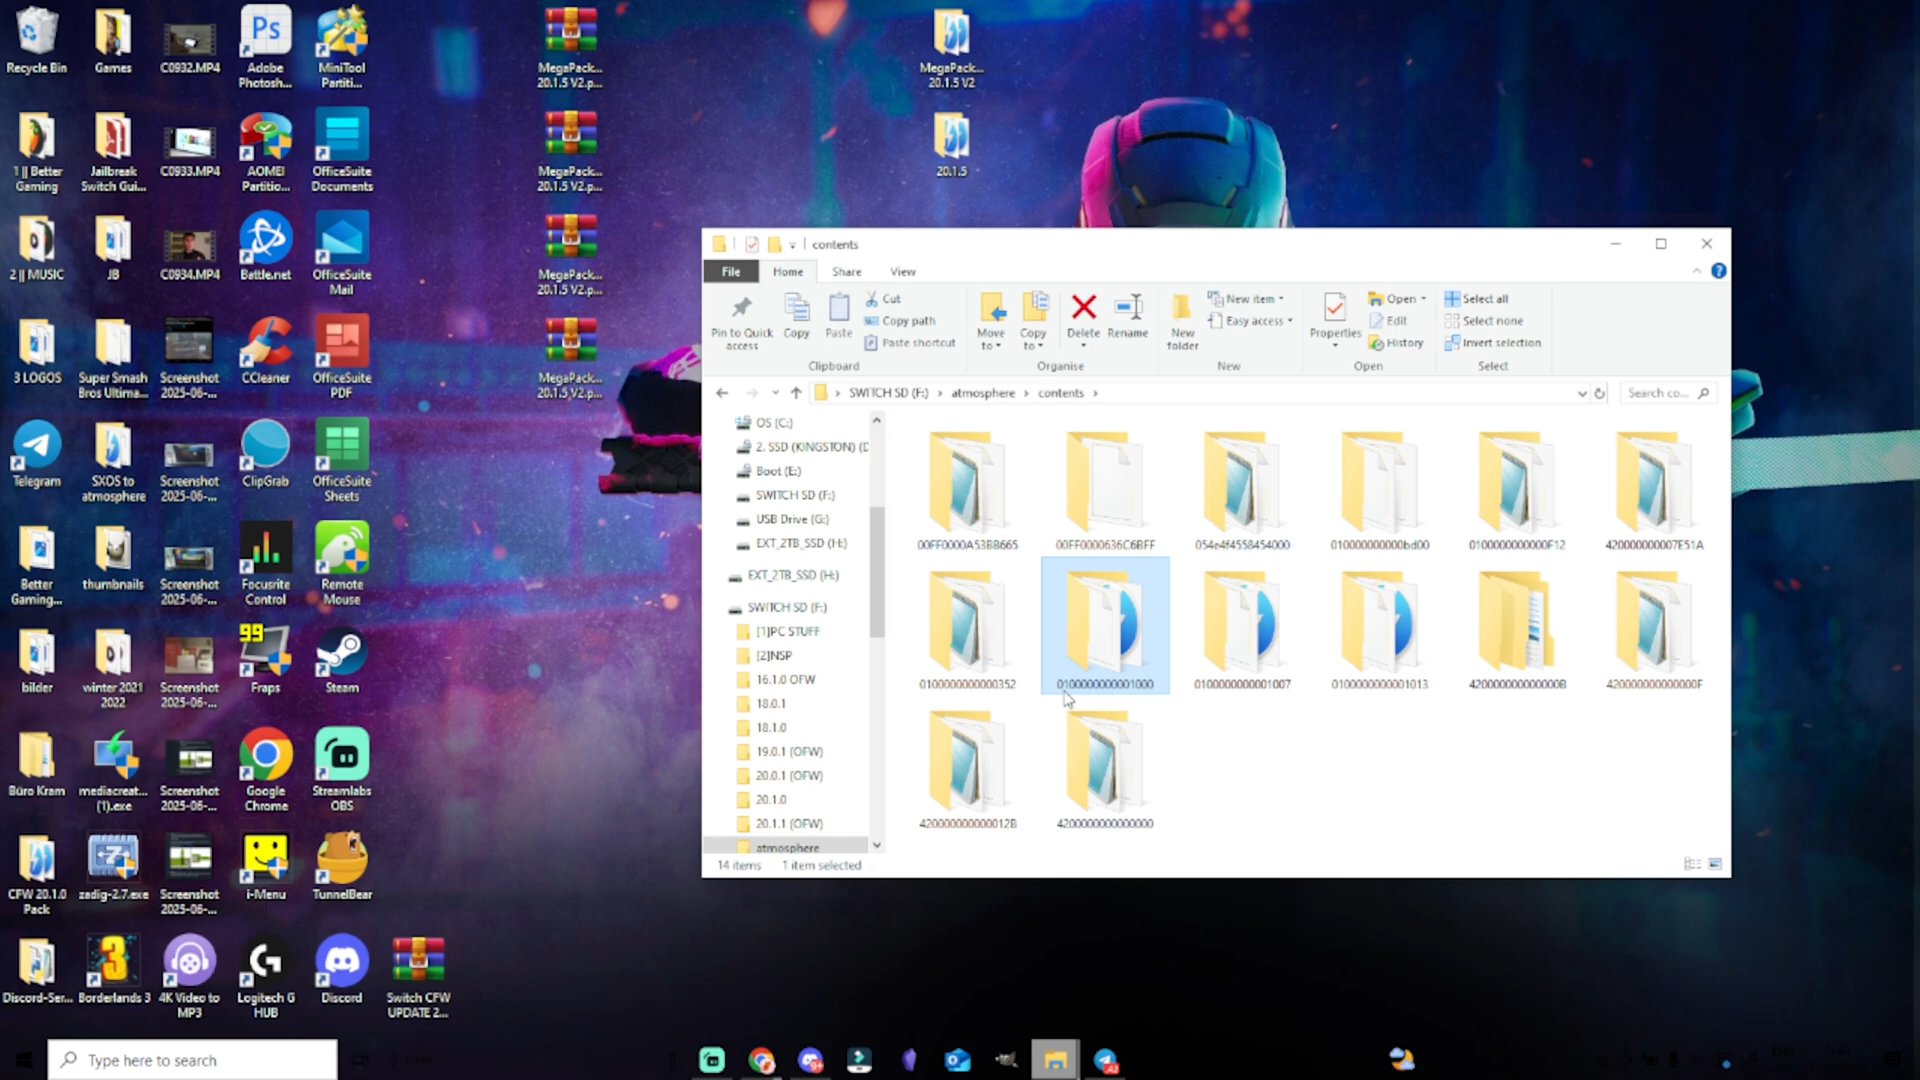 Recycle Bin
Games
C0932.MP4
Adobe
Photosh...
MiniTool
Partiti...
MegaPack...
20.1.5 V2.p...
MegaPack...
20.1.5 V2
1 || Better
Gaming
Jailbreak
Switch Gui...
C0933.MP4
AOMEI
Partitio...
OfficeSuite
Documents
MegaPack...
20.1.5 V2.p...
20.1.5
2 || MUSIC
JB
C0934.MP4
Battle.net
OfficeSuite
Mail
MegaPack...
20.1.5 V2.p...
3 LOGOS
Super Smash
Bros Ultima...
Screenshot
2025-06-...
CCleaner
OfficeSuite
PDF
MegaPack...
20.1.5 V2.p...
Telegram
SXOS to
atmosphere
Screenshot
2025-06-...
ClipGrab
OfficeSuite
Sheets
Better
Gaming...
thumbnails
Screenshot
2025-06-...
Focusrite
Control
Remote
Mouse
bilder
winter 2021
2022
Screenshot
2025-06-...
99
Fraps
Steam
Büro Kram
mediacreat...
(1).exe
Screenshot
2025-06-...
Google
Chrome
Streamlabs
OBS
CFW 20.1.0
Pack
zadig-2.7.exe
Screenshot
2025-06-...
i-Menu
TunnelBear
Discord-Ser...
Borderlands 3
4K Video to
MP3
Logitech G
HUB
Discord
Switch CFW
UPDATE 2...
Ps
contents
File
Home
Share
View
Pin to Quick
access
Copy
Paste
Cut
Copy path
Paste shortcut
Clipboard
Move
to
Copy
to
Delete
Rename
Organise
New
folder
New item
Easy access
New
Properties
Open
Edit
History
Open
Select all
Select none
Invert selection
Select
SWITCH SD (F:) › atmosphere › contents ›
Search co...
OS (C:)
2. SSD (KINGSTON) (D
Boot (E:)
SWITCH SD (F:)
USB Drive (G:)
EXT_2TB_SSD (H:)
EXT_2TB_SSD (H:)
SWITCH SD (F:)
[1]PC STUFF
[2]NSP
16.1.0 OFW
18.0.1
18.1.0
19.0.1 (OFW)
20.0.1 (OFW)
20.1.0
20.1.1 (OFW)
atmosphere
00FF0000A53BB665
00FF0000636C6BFF
054e4f4558454000
010000000000bd00
0100000000000F12
420000000007E51A
0100000000000352
0100000000001000
0100000000001007
0100000000001013
420000000000000B
420000000000000F
420000000000012B
4200000000000000
14 items
1 item selected
Type here to search